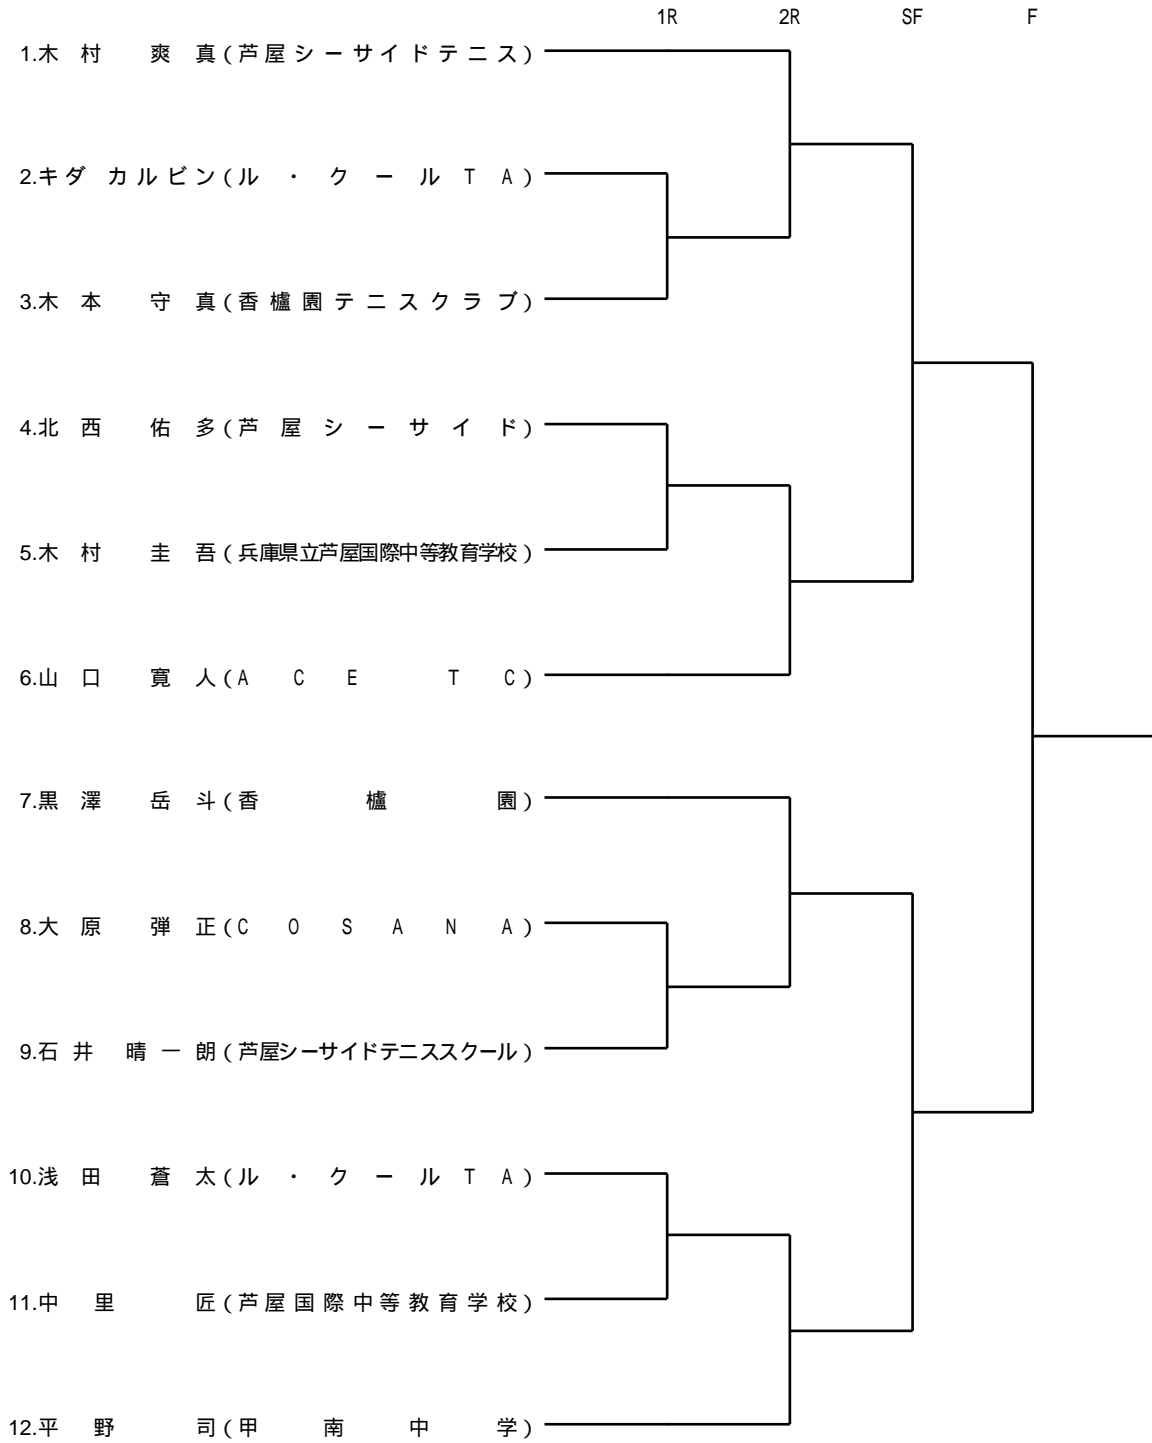 1R 2R SF F
1.木村 爽真(芦屋シーサイドテニス)
2.キダ カルビン(ル・クールTA)
3.木本 守真(香櫨園テニスクラブ)
4.北西 佑多(芦屋シーサイド)
5.木村 圭吾(兵庫県立芦屋国際中等教育学校)
6.山口 寛人(ACE TC)
7.黒澤 岳斗(香櫨園)
8.大原 弾正(COSANA)
9.石井 晴一朗(芦屋シーサイドテニススクール)
10.浅田 蒼太(ル・クールTA)
11.中里 匠(芦屋国際中等教育学校)
12.平野 司(甲南中学)